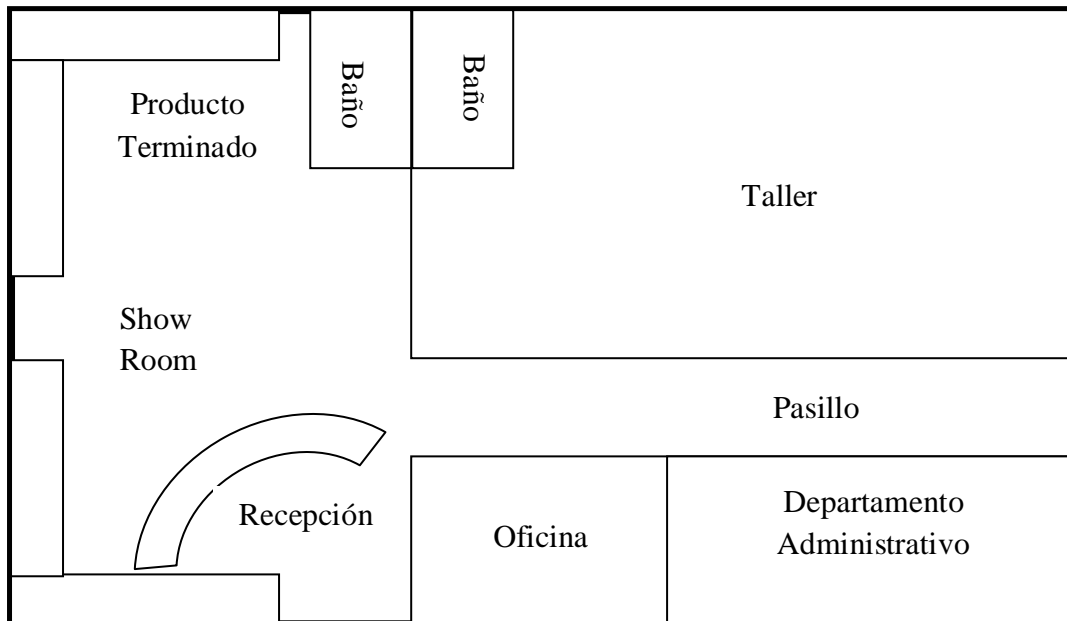 Baño
Baño
Producto
Terminado
Taller
Show
Room
Pasillo
Recepción
Oficina
Departamento
Administrativo